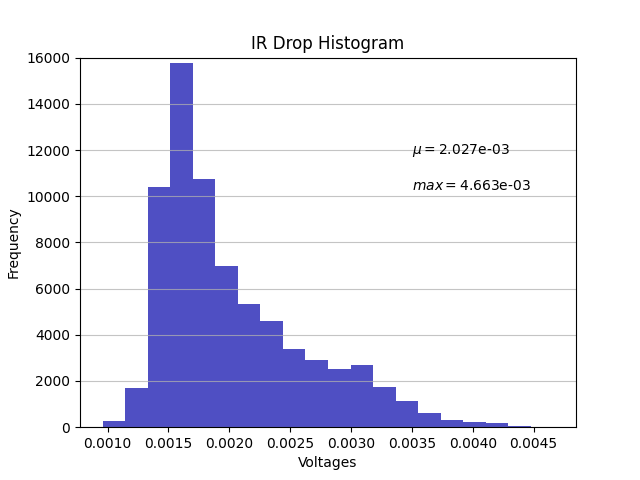 IR Drop Histogram
16000
14000
12000
10000
8000
6000
4000
2000
0
Frequency
μ = 2.027e-03
max = 4.663e-03
0.0010 0.0015 0.0020 0.0025 0.0030 0.0035 0.0040 0.0045
Voltages